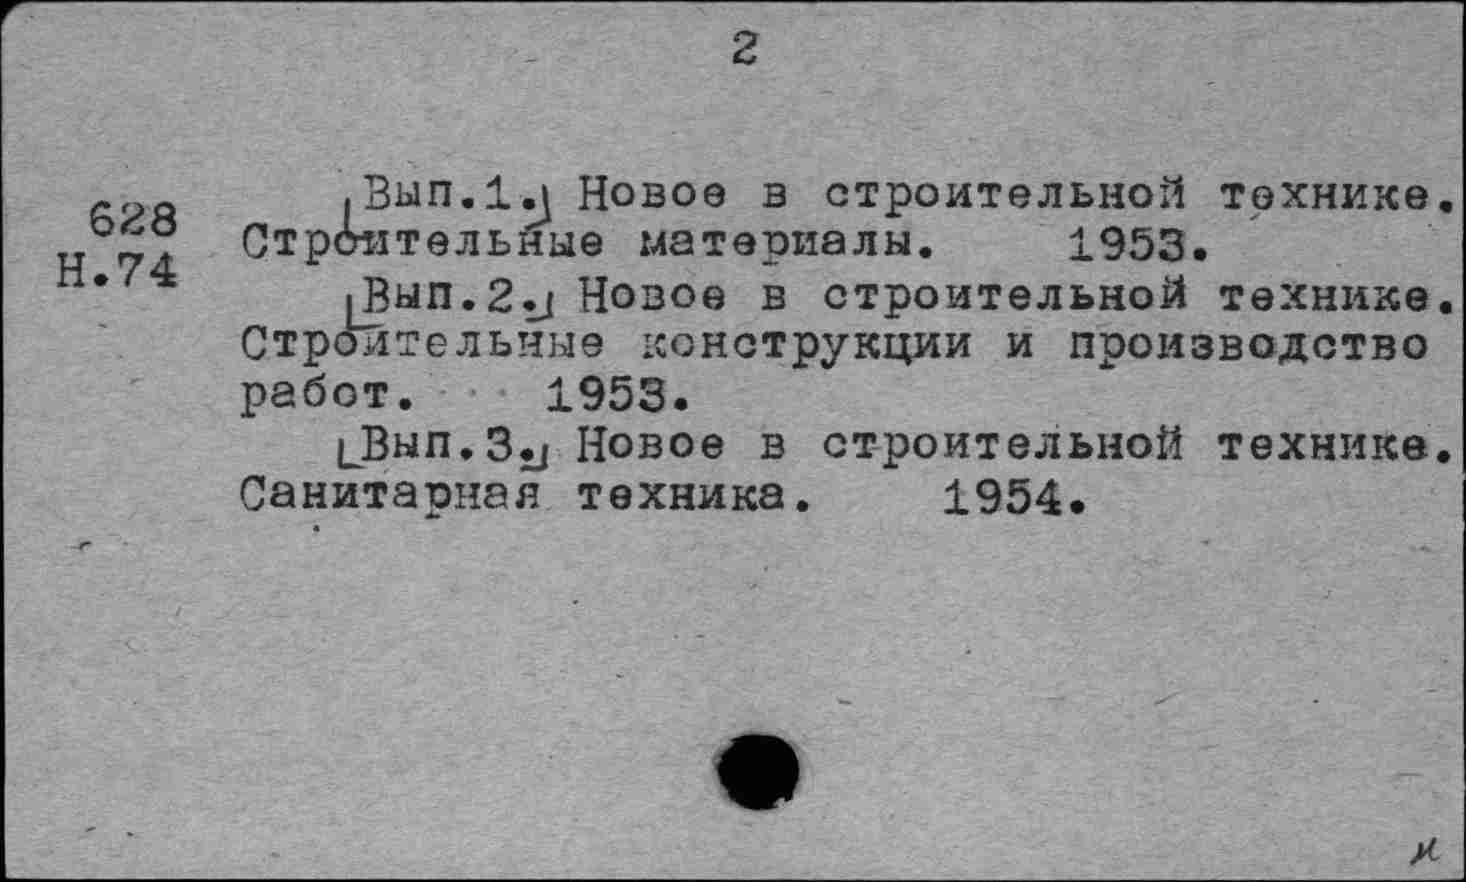 2
628
Н.74
[Вып.1.] Новое в строительной технике.
Строительные материалы. 1953.
[Вып.2.] Новое в строительной технике.
Строительные конструкции и производство
работ. 1953.
[Вып.3.] Новое в строительной технике.
Санитарная техника. 1954.
и